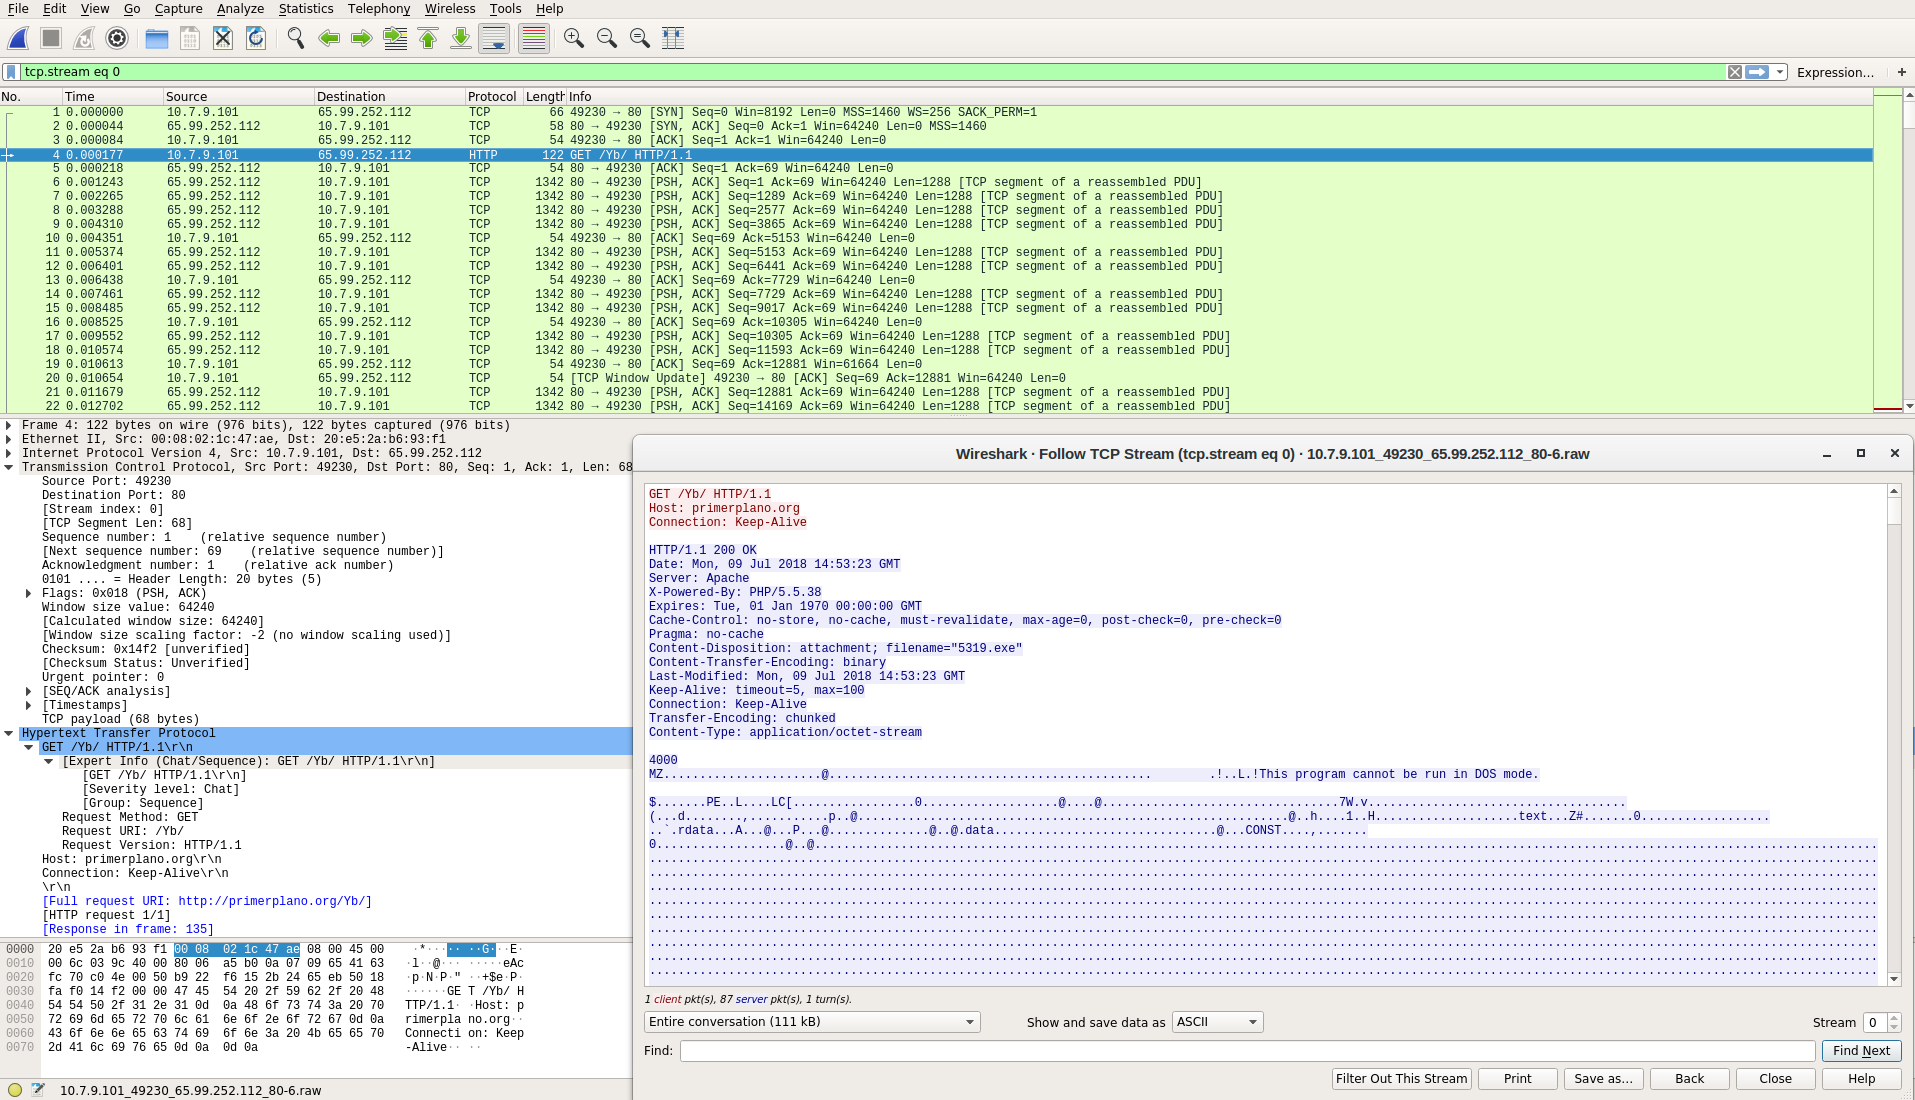 File Edit View Go Capture Analyze Statistics Telephony Wireless Tools Help
tcp.stream eq 0 Expression… +
No. Time Source Destination Protocol Length Info
1 0.000000 10.7.9.101 65.99.252.112 TCP 66 49230 → 80 [SYN] Seq=0 Win=8192 Len=0 MSS=1460 WS=256 SACK_PERM=1
2 0.000044 65.99.252.112 10.7.9.101 TCP 58 80 → 49230 [SYN, ACK] Seq=0 Ack=1 Win=64240 Len=0 MSS=1460
3 0.000084 10.7.9.101 65.99.252.112 TCP 54 49230 → 80 [ACK] Seq=1 Ack=1 Win=64240 Len=0
4 0.000177 10.7.9.101 65.99.252.112 HTTP 122 GET /Yb/ HTTP/1.1
5 0.000218 65.99.252.112 10.7.9.101 TCP 54 80 → 49230 [ACK] Seq=1 Ack=69 Win=64240 Len=0
6 0.001243 65.99.252.112 10.7.9.101 TCP 1342 80 → 49230 [PSH, ACK] Seq=1 Ack=69 Win=64240 Len=1288 [TCP segment of a reassembled PDU]
7 0.002265 65.99.252.112 10.7.9.101 TCP 1342 80 → 49230 [PSH, ACK] Seq=1289 Ack=69 Win=64240 Len=1288 [TCP segment of a reassembled PDU]
8 0.003288 65.99.252.112 10.7.9.101 TCP 1342 80 → 49230 [PSH, ACK] Seq=2577 Ack=69 Win=64240 Len=1288 [TCP segment of a reassembled PDU]
9 0.004310 65.99.252.112 10.7.9.101 TCP 1342 80 → 49230 [PSH, ACK] Seq=3865 Ack=69 Win=64240 Len=1288 [TCP segment of a reassembled PDU]
10 0.004351 10.7.9.101 65.99.252.112 TCP 54 49230 → 80 [ACK] Seq=69 Ack=5153 Win=64240 Len=0
11 0.005374 65.99.252.112 10.7.9.101 TCP 1342 80 → 49230 [PSH, ACK] Seq=5153 Ack=69 Win=64240 Len=1288 [TCP segment of a reassembled PDU]
12 0.006401 65.99.252.112 10.7.9.101 TCP 1342 80 → 49230 [PSH, ACK] Seq=6441 Ack=69 Win=64240 Len=1288 [TCP segment of a reassembled PDU]
13 0.006438 10.7.9.101 65.99.252.112 TCP 54 49230 → 80 [ACK] Seq=69 Ack=7729 Win=64240 Len=0
14 0.007461 65.99.252.112 10.7.9.101 TCP 1342 80 → 49230 [PSH, ACK] Seq=7729 Ack=69 Win=64240 Len=1288 [TCP segment of a reassembled PDU]
15 0.008485 65.99.252.112 10.7.9.101 TCP 1342 80 → 49230 [PSH, ACK] Seq=9017 Ack=69 Win=64240 Len=1288 [TCP segment of a reassembled PDU]
16 0.008525 10.7.9.101 65.99.252.112 TCP 54 49230 → 80 [ACK] Seq=69 Ack=10305 Win=64240 Len=0
17 0.009552 65.99.252.112 10.7.9.101 TCP 1342 80 → 49230 [PSH, ACK] Seq=10305 Ack=69 Win=64240 Len=1288 [TCP segment of a reassembled PDU]
18 0.010574 65.99.252.112 10.7.9.101 TCP 1342 80 → 49230 [PSH, ACK] Seq=11593 Ack=69 Win=64240 Len=1288 [TCP segment of a reassembled PDU]
19 0.010613 10.7.9.101 65.99.252.112 TCP 54 49230 → 80 [ACK] Seq=69 Ack=12881 Win=61664 Len=0
20 0.010654 10.7.9.101 65.99.252.112 TCP 54 [TCP Window Update] 49230 → 80 [ACK] Seq=69 Ack=12881 Win=64240 Len=0
21 0.011679 65.99.252.112 10.7.9.101 TCP 1342 80 → 49230 [PSH, ACK] Seq=12881 Ack=69 Win=64240 Len=1288 [TCP segment of a reassembled PDU]
22 0.012702 65.99.252.112 10.7.9.101 TCP 1342 80 → 49230 [PSH, ACK] Seq=14169 Ack=69 Win=64240 Len=1288 [TCP segment of a reassembled PDU]
Frame 4: 122 bytes on wire (976 bits), 122 bytes captured (976 bits)
Ethernet II, Src: 00:08:02:1c:47:ae, Dst: 20:e5:2a:b6:93:f1
Internet Protocol Version 4, Src: 10.7.9.101, Dst: 65.99.252.112
Transmission Control Protocol, Src Port: 49230, Dst Port: 80, Seq: 1, Ack: 1, Len: 68
Source Port: 49230
Destination Port: 80
[Stream index: 0]
[TCP Segment Len: 68]
Sequence number: 1 (relative sequence number)
[Next sequence number: 69 (relative sequence number)]
Acknowledgment number: 1 (relative ack number)
0101 .... = Header Length: 20 bytes (5)
Flags: 0x018 (PSH, ACK)
Window size value: 64240
[Calculated window size: 64240]
[Window size scaling factor: -2 (no window scaling used)]
Checksum: 0x14f2 [unverified]
[Checksum Status: Unverified]
Urgent pointer: 0
[SEQ/ACK analysis]
[Timestamps]
TCP payload (68 bytes)
Hypertext Transfer Protocol
GET /Yb/ HTTP/1.1\r\n
[Expert Info (Chat/Sequence): GET /Yb/ HTTP/1.1\r\n]
[GET /Yb/ HTTP/1.1\r\n]
[Severity level: Chat]
[Group: Sequence]
Request Method: GET
Request URI: /Yb/
Request Version: HTTP/1.1
Host: primerplano.org\r\n
Connection: Keep-Alive\r\n
\r\n
[Full request URI: http://primerplano.org/Yb/]
[HTTP request 1/1]
[Response in frame: 135]
0000 20 e5 2a b6 93 f1 00 08 02 1c 47 ae 08 00 45 00 ·*···· ··G···E·
0010 00 6c 03 9c 40 00 80 06 a5 b0 0a 07 09 65 41 63 ·l··@··· ·····eAc
0020 fc 70 c0 4e 00 50 b9 22 f6 15 2b 24 65 eb 50 18 ·p·N·P·" ··+$e·P·
0030 fa f0 14 f2 00 00 47 45 54 20 2f 59 62 2f 20 48 ······GE T /Yb/ H
0040 54 54 50 2f 31 2e 31 0d 0a 48 6f 73 74 3a 20 70 TTP/1.1· ·Host: p
0050 72 69 6d 65 72 70 6c 61 6e 6f 2e 6f 72 67 0d 0a rimerpla no.org··
0060 43 6f 6e 6e 65 63 74 69 6f 6e 3a 20 4b 65 65 70 Connecti on: Keep
0070 2d 41 6c 69 76 65 0d 0a 0d 0a -Alive·· ··
10.7.9.101_49230_65.99.252.112_80-6.raw
Wireshark · Follow TCP Stream (tcp.stream eq 0) · 10.7.9.101_49230_65.99.252.112_80-6.raw
GET /Yb/ HTTP/1.1
Host: primerplano.org
Connection: Keep-Alive
HTTP/1.1 200 OK
Date: Mon, 09 Jul 2018 14:53:23 GMT
Server: Apache
X-Powered-By: PHP/5.5.38
Expires: Tue, 01 Jan 1970 00:00:00 GMT
Cache-Control: no-store, no-cache, must-revalidate, max-age=0, post-check=0, pre-check=0
Pragma: no-cache
Content-Disposition: attachment; filename="5319.exe"
Content-Transfer-Encoding: binary
Last-Modified: Mon, 09 Jul 2018 14:53:23 GMT
Keep-Alive: timeout=5, max=100
Connection: Keep-Alive
Transfer-Encoding: chunked
Content-Type: application/octet-stream
4000
MZ......................@............................................. .!..L.!This program cannot be run in DOS mode.
$.......PE..L....LC[.................0...................@....@.................................7W.v....................................
(...d........,...........p..@............................................................@..h....1..H....................text...Z#.......0..................
..`.rdata...A...@...P...@..............@..@.data...............................@...CONST....,.......
0..................@..@
1 client pkt(s), 87 server pkt(s), 1 turn(s).
Entire conversation (111 kB) Show and save data as ASCII Stream 0
Find: Find Next
Filter Out This Stream Print Save as… Back Close Help